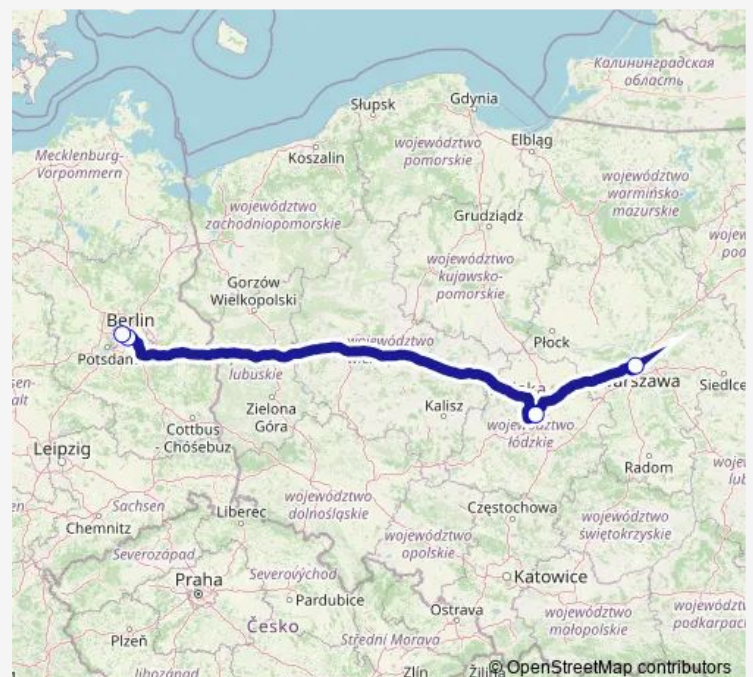 Калининградская
область
Gdynia
Słupsk
Elbląg
Koszalin
województwo
pomorskie
Mecklenburg-
Vorpommern
województwo
warmińsko-
mazurskie
województwo
zachodniopomorskie
Grudziądz
województwo
kujawsko-
pomorskie
Gorzów
Wielkopolski
Berlin
Płock
Potsdam
lubuskie
Siedlce
Zielona
Góra
Kalisz
województwo
łódzkie
Cottbus
- Chóśebuz
Leipzig
Radom
województwo
dolnośląskie
Częstochowa
Liberec
Sachsen
Chemnitz
województwo
świętokrzyskie
województwo
opolskie
Severozápad
Praha
Severovýchod
Katowice
Pardubice
Ostrava
województwo
małopolskie
Česko
Plzeň
Střední Morava
Jihozápad
Zlín
© OpenStreetMap contributors